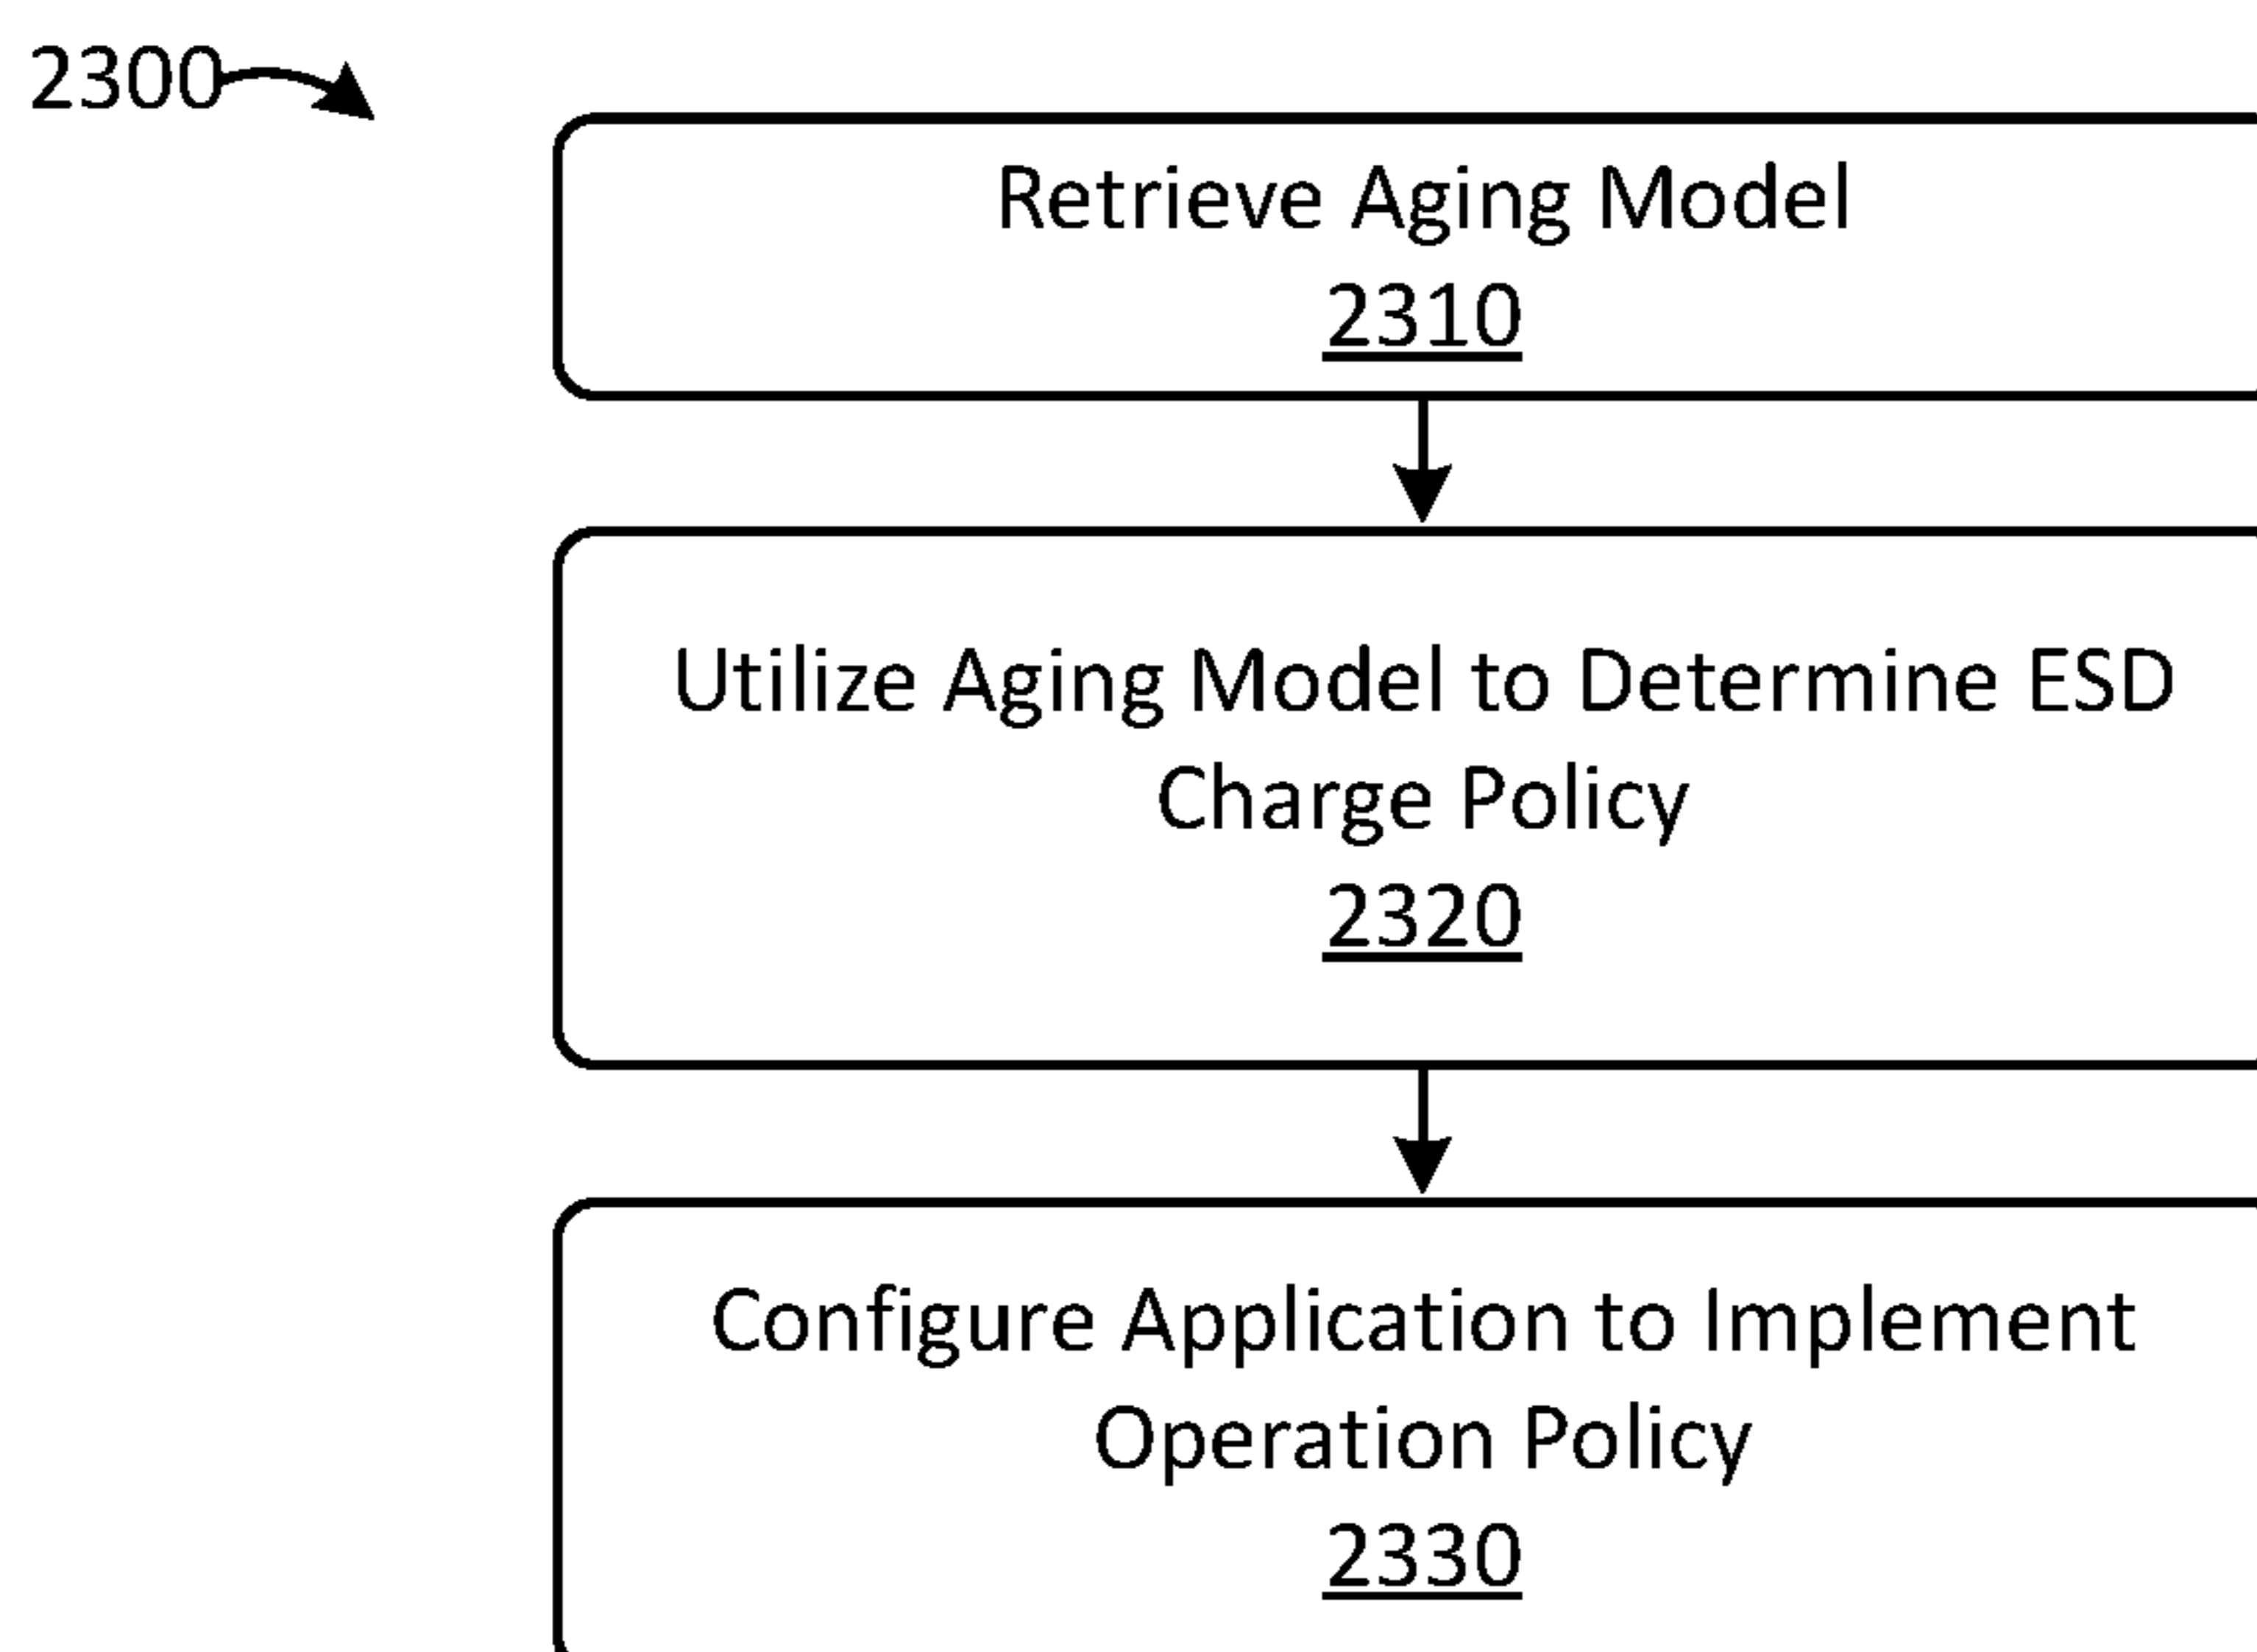 2300
Retrieve Aging Model
2310
Utilize Aging Model to Determine ESD
Charge Policy
2320
Configure Application to Implement
Operation Policy
2330